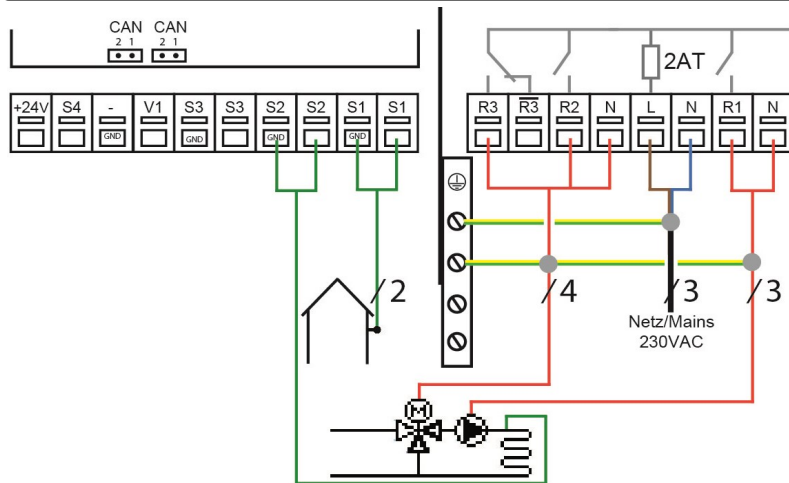 CAN CAN
2 1 2 1
2AT
+24V S4 - V1 S3 S3 S2 S2 S1 S1
R3 R3 R2 N L N R1 N
GND GND GND GND
/2
/4 /3 /3
Netz/Mains
230VAC
M